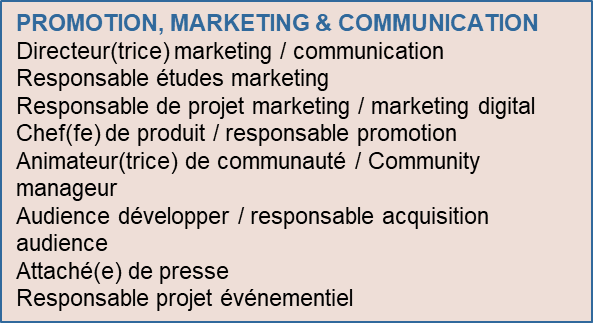 PROMOTION, MARKETING & COMMUNICATION
Directeur(trice) marketing / communication
Responsable études marketing
Responsable de projet marketing / marketing digital
Chef(fe) de produit / responsable promotion
Animateur(trice) de communauté / Community
manageur
Audience développer / responsable acquisition
audience
Attaché(e) de presse
Responsable projet événementiel